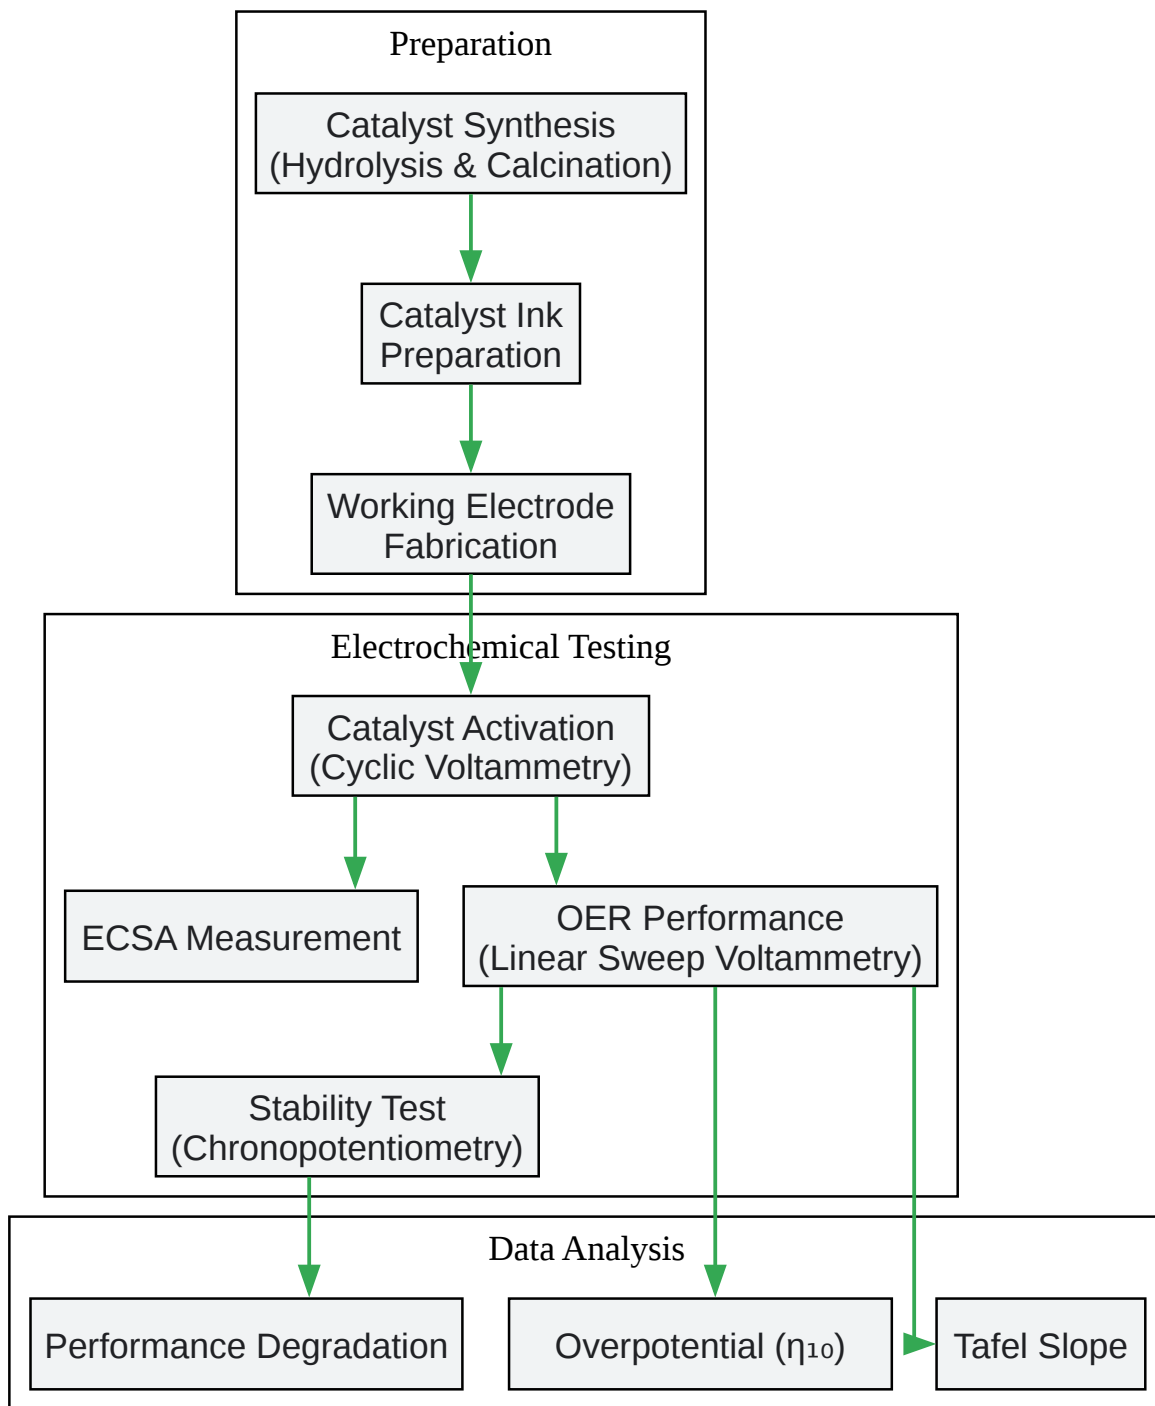 Preparation
Catalyst Synthesis
(Hydrolysis & Calcination)
Catalyst Ink
Preparation
Working Electrode
Fabrication
Electrochemical Testing
Catalyst Activation
(Cyclic Voltammetry)
ECSA Measurement
OER Performance
(Linear Sweep Voltammetry)
Stability Test
(Chronopotentiometry)
Data Analysis
Performance Degradation
Overpotential (η₁₀)
Tafel Slope